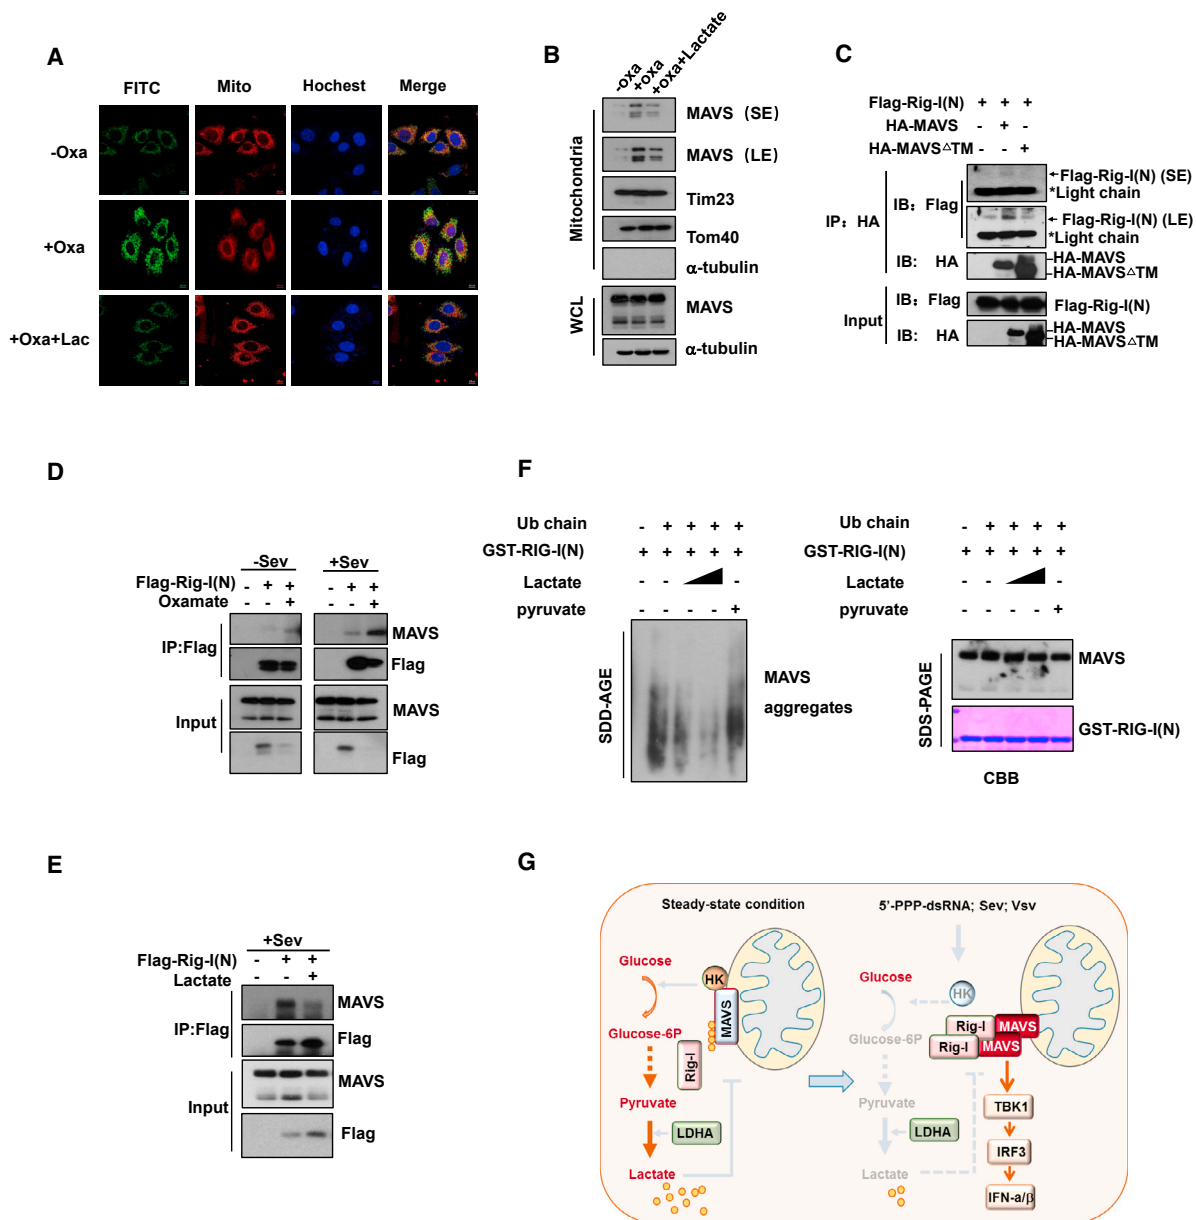 A
FITC Mito Hochest Merge
-Oxa
+Oxa
+Oxa+Lac
B
-oxa +oxa +oxa+Lactate
Mitochondria
MAVS (SE)
MAVS (LE)
Tim23
Tom40
α-tubulin
WCL
MAVS
α-tubulin
C
Flag-Rig-I(N) + + +
HA-MAVS - + -
HA-MAVS△TM - - +
IP: HA
IB: Flag
Flag-Rig-I(N) (SE)
*Light chain
Flag-Rig-I(N) (LE)
*Light chain
IB: HA
HA-MAVS
HA-MAVS△TM
Input
IB: Flag
Flag-Rig-I(N)
IB: HA
HA-MAVS
HA-MAVS△TM
D
-Sev +Sev
Flag-Rig-I(N) - + + - + +
Oxamate - - + - - +
IP:Flag
MAVS
Flag
Input
MAVS
Flag
E
+Sev
Flag-Rig-I(N) - + +
Lactate - - +
IP:Flag
MAVS
Flag
Input
MAVS
Flag
F
Ub chain - + + + +
GST-RIG-I(N) + + + + +
Lactate - - -
pyruvate - - - - +
SDD-AGE
MAVS
aggregates
Ub chain - + + + +
GST-RIG-I(N) + + + + +
Lactate - - -
pyruvate - - - - +
SDS-PAGE
MAVS
GST-RIG-I(N)
CBB
G
Steady-state condition
Glucose
HK
MAVS
Glucose-6P
Rig-I
Pyruvate
LDHA
Lactate
5'-PPP-dsRNA; Sev; Vsv
Glucose
HK
Rig-I MAVS
Rig-I MAVS
Glucose-6P
Pyruvate
LDHA
Lactate
TBK1
IRF3
IFN-a/β